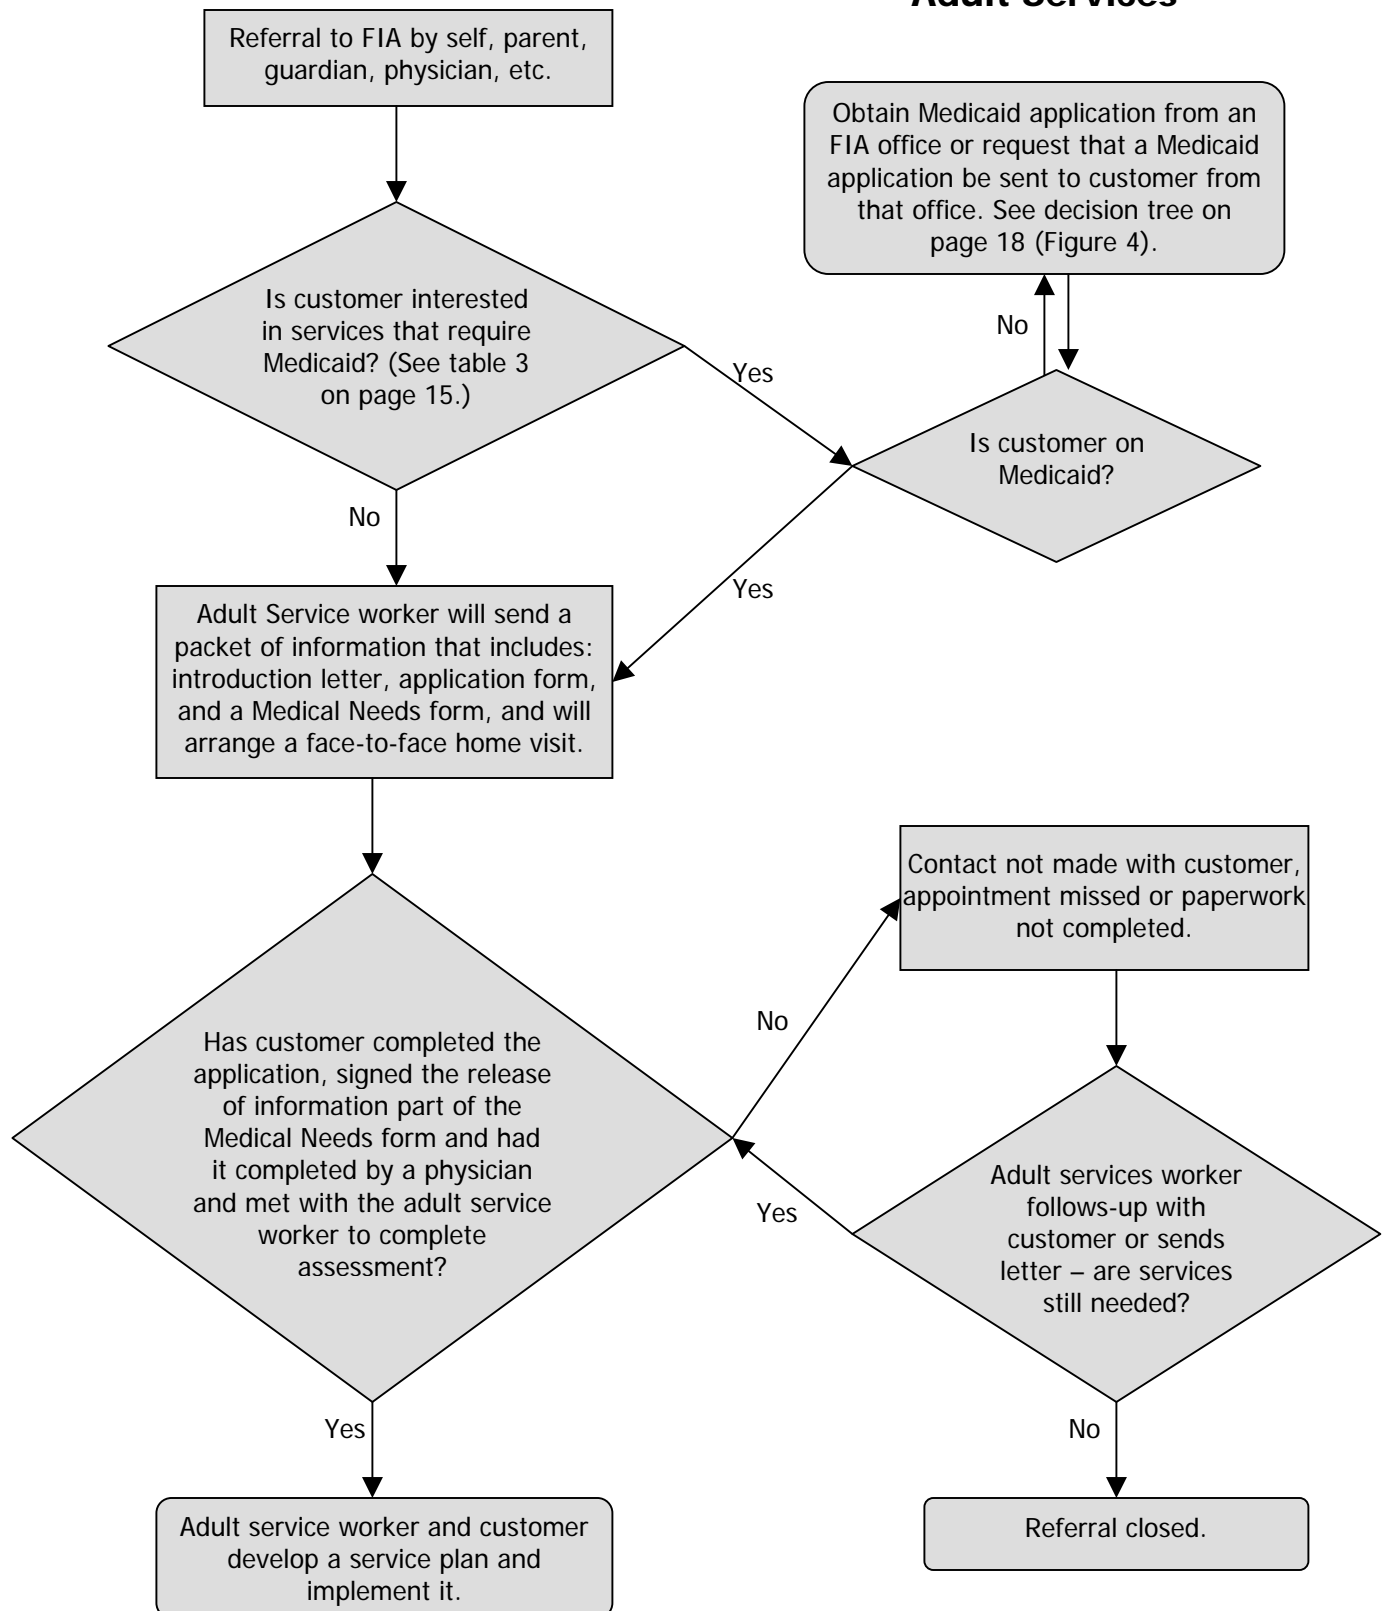 Adult Services
Referral to FIA by self, parent,
guardian, physician, etc.
Obtain Medicaid application from an
FIA office or request that a Medicaid
application be sent to customer from
that office. See decision tree on
page 18 (Figure 4).
Is customer interested
in services that require
Medicaid? (See table 3
on page 15.)
No
Yes
Is customer on
Medicaid?
No
Yes
Adult Service worker will send a
packet of information that includes:
introduction letter, application form,
and a Medical Needs form, and will
arrange a face-to-face home visit.
Contact not made with customer,
appointment missed or paperwork
not completed.
No
Has customer completed the
application, signed the release
of information part of the
Medical Needs form and had
it completed by a physician
and met with the adult service
worker to complete
assessment?
Yes
Adult services worker
follows-up with
customer or sends
letter – are services
still needed?
Yes
No
Adult service worker and customer
develop a service plan and
implement it.
Referral closed.